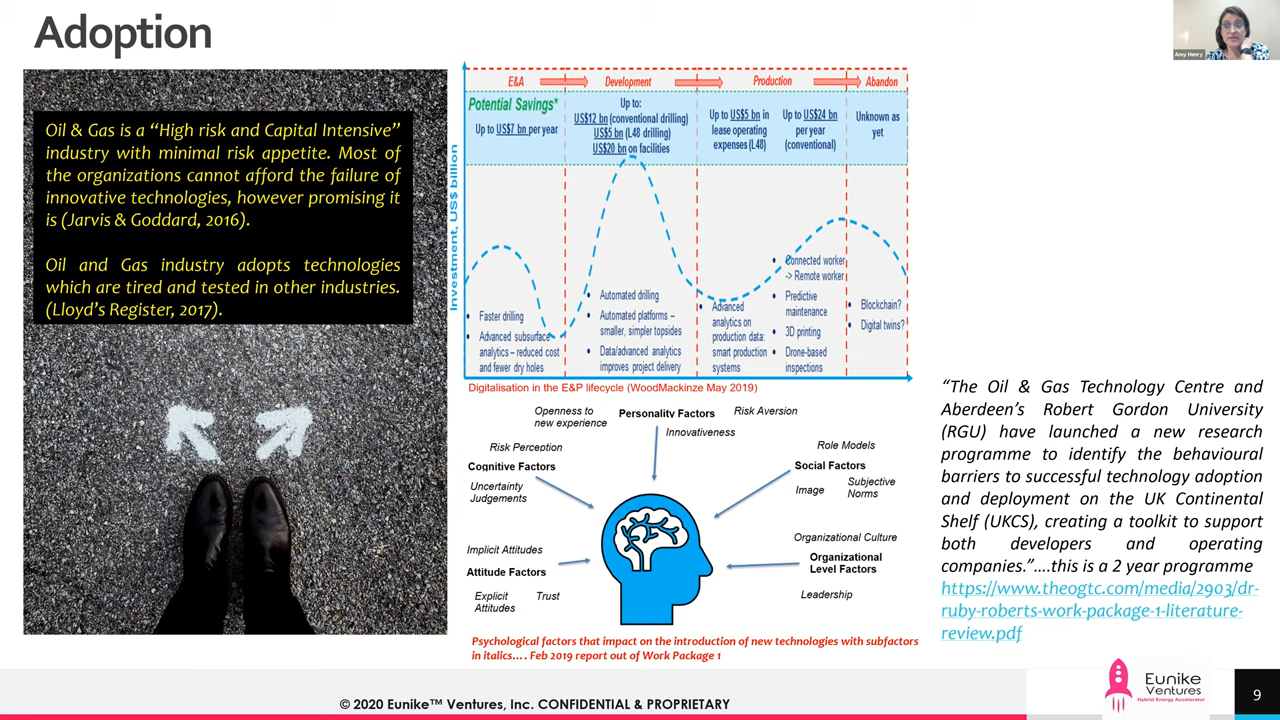 Adoption
Amy Henry
Oil & Gas is a “High risk and Capital Intensive”
industry with minimal risk appetite. Most of
the organizations cannot afford the failure of
innovative technologies, however promising it
is (Jarvis & Goddard, 2016).
Oil and Gas industry adopts technologies
which are tired and tested in other industries.
(Lloyd’s Register, 2017).
Investment, US$ billion
E&A
Development
Production
Abandon
Potential Savings*
Up to US$7 bn per year
Up to:
US$12 bn (conventional drilling)
US$5 bn (L48 drilling)
US$20 bn on facilities
Up to US$5 bn in
lease operating
expenses (L48)
Up to US$24 bn
per year
(conventional)
Unknown as
yet
• Faster drilling
• Advanced subsurface
analytics – reduced cost
and fewer dry holes
• Automated drilling
• Automated platforms –
smaller, simpler topsides
• Data/advanced analytics
improves project delivery
• Advanced
analytics on
production data:
smart production
systems
• Connected worker
-> Remote worker
• Predictive
maintenance
• 3D printing
• Drone-based
inspections
• Blockchain?
• Digital twins?
Digitalisation in the E&P lifecycle (WoodMackinze May 2019)
Openness to
new experience
Personality Factors
Risk Aversion
Innovativeness
Risk Perception
Cognitive Factors
Uncertainty
Judgements
Role Models
Social Factors
Image
Subjective
Norms
Implicit Attitudes
Attitude Factors
Explicit
Attitudes
Trust
Organizational Culture
Organizational
Level Factors
Leadership
Psychological factors that impact on the introduction of new technologies with subfactors
in italics…. Feb 2019 report out of Work Package 1
“The Oil & Gas Technology Centre and
Aberdeen’s Robert Gordon University
(RGU) have launched a new research
programme to identify the behavioural
barriers to successful technology adoption
and deployment on the UK Continental
Shelf (UKCS), creating a toolkit to support
both developers and operating
companies.”….this is a 2 year programme
https://www.theogtc.com/media/2903/dr-
ruby-roberts-work-package-1-literature-
review.pdf
© 2020 Eunike™ Ventures, Inc. CONFIDENTIAL & PROPRIETARY
Eunike
Ventures
Hybrid Energy Accelerator
9